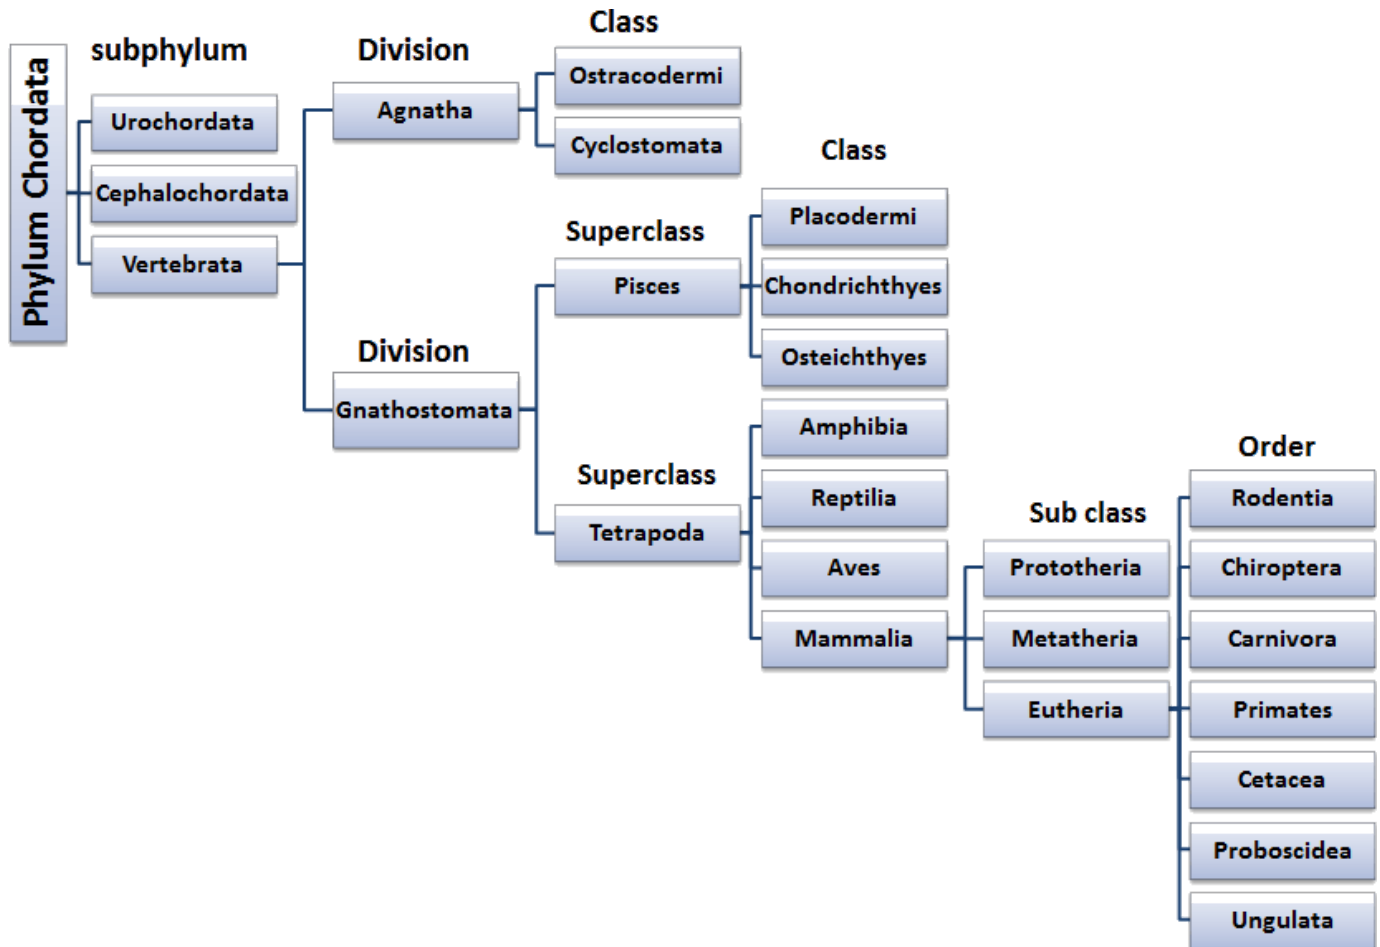 Phylum Chordata
subphylum
Urochordata
Cephalochordata
Vertebrata
Division
Agnatha
Division
Gnathostomata
Class
Ostracodermi
Cyclostomata
Superclass
Pisces
Superclass
Tetrapoda
Class
Placodermi
Chondrichthyes
Osteichthyes
Amphibia
Reptilia
Aves
Mammalia
Sub class
Prototheria
Metatheria
Eutheria
Order
Rodentia
Chiroptera
Carnivora
Primates
Cetacea
Proboscidea
Ungulata